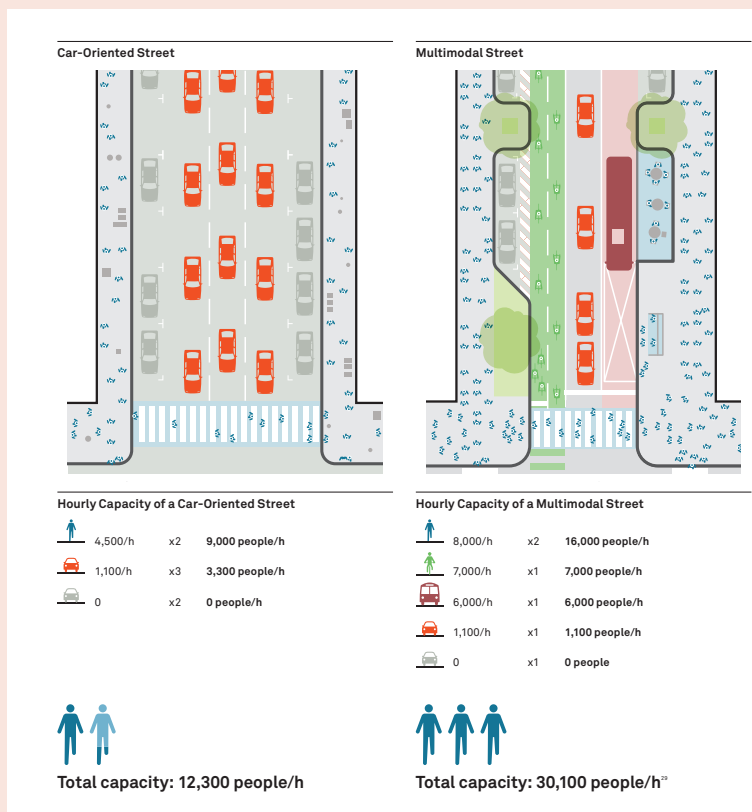 Car-Oriented Street
Multimodal Street
Hourly Capacity of a Car-Oriented Street
4,500/h x2 9,000 people/h
1,100/h x3 3,300 people/h
0 x2 0 people/h
Total capacity: 12,300 people/h
Hourly Capacity of a Multimodal Street
8,000/h x2 16,000 people/h
7,000/h x1 7,000 people/h
6,000/h x1 6,000 people/h
1,100/h x1 1,100 people/h
0 x1 0 people
Total capacity: 30,100 people/h²⁹